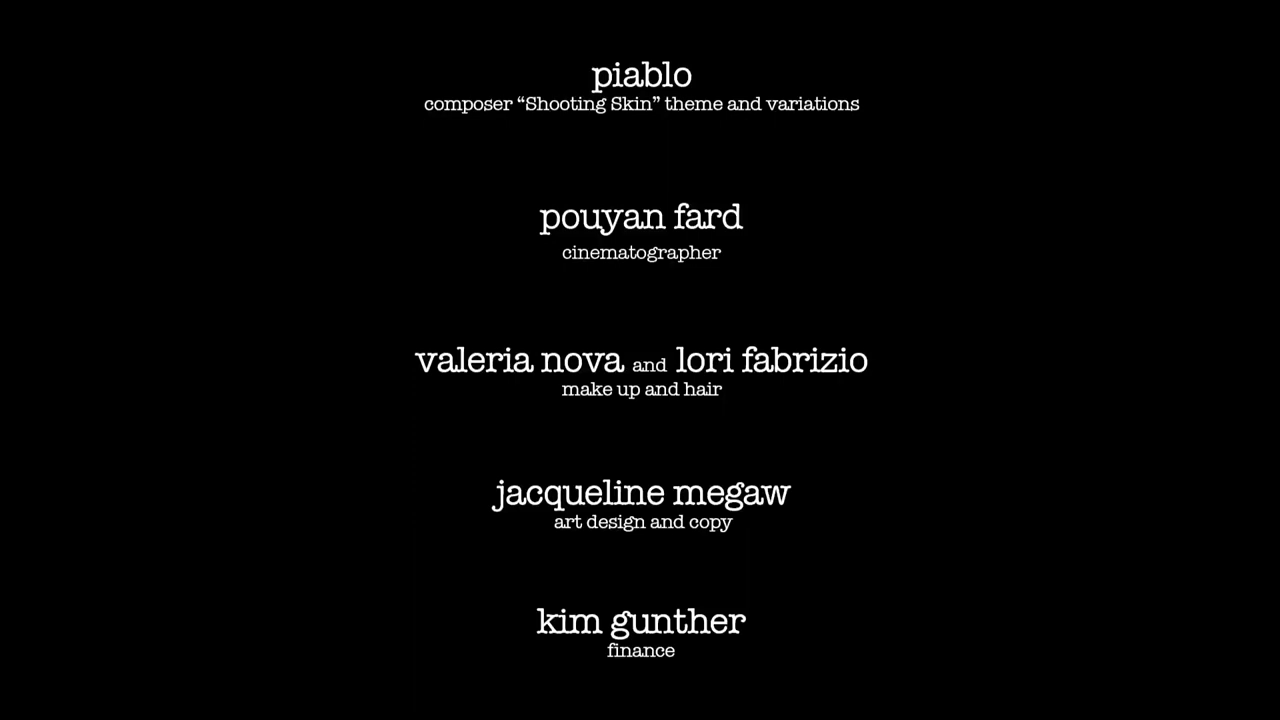 piablo
composer “Shooting Skin” theme and variations
pouyan fard
cinematographer
valeria nova and lori fabrizio
make up and hair
jacqueline megaw
art design and copy
kim gunther
finance